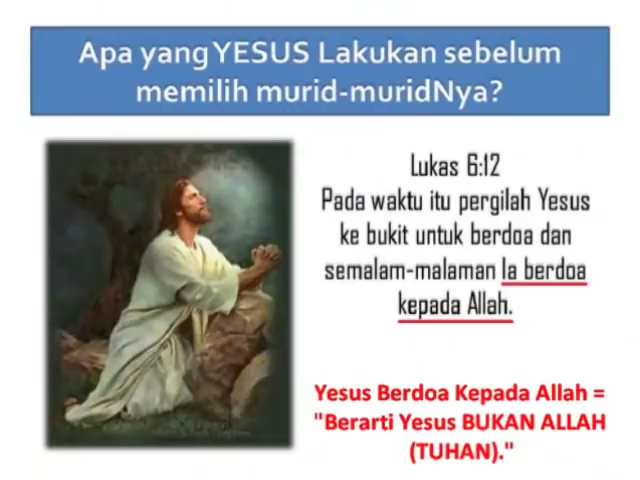 Apa yang YESUS Lakukan sebelum
memilih murid-muridNya?
Lukas 6:12
Pada waktu itu pergilah Yesus
ke bukit untuk berdoa dan
semalam-malaman Ia berdoa
kepada Allah.
Yesus Berdoa Kepada Allah =
"Berarti Yesus BUKAN ALLAH
(TUHAN)."